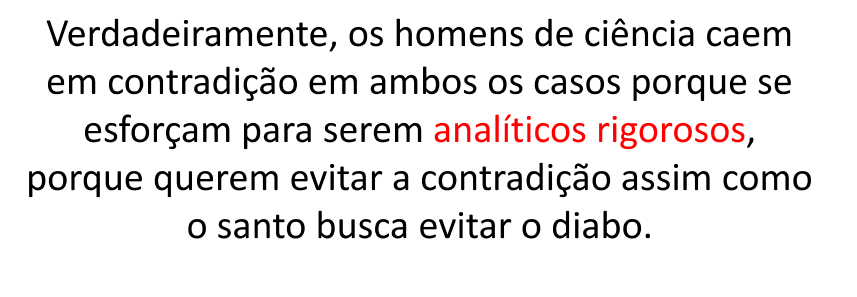 Verdadeiramente, os homens de ciência caem
em contradição em ambos os casos porque se
esforçam para serem analíticos rigorosos,
porque querem evitar a contradição assim como
o santo busca evitar o diabo.